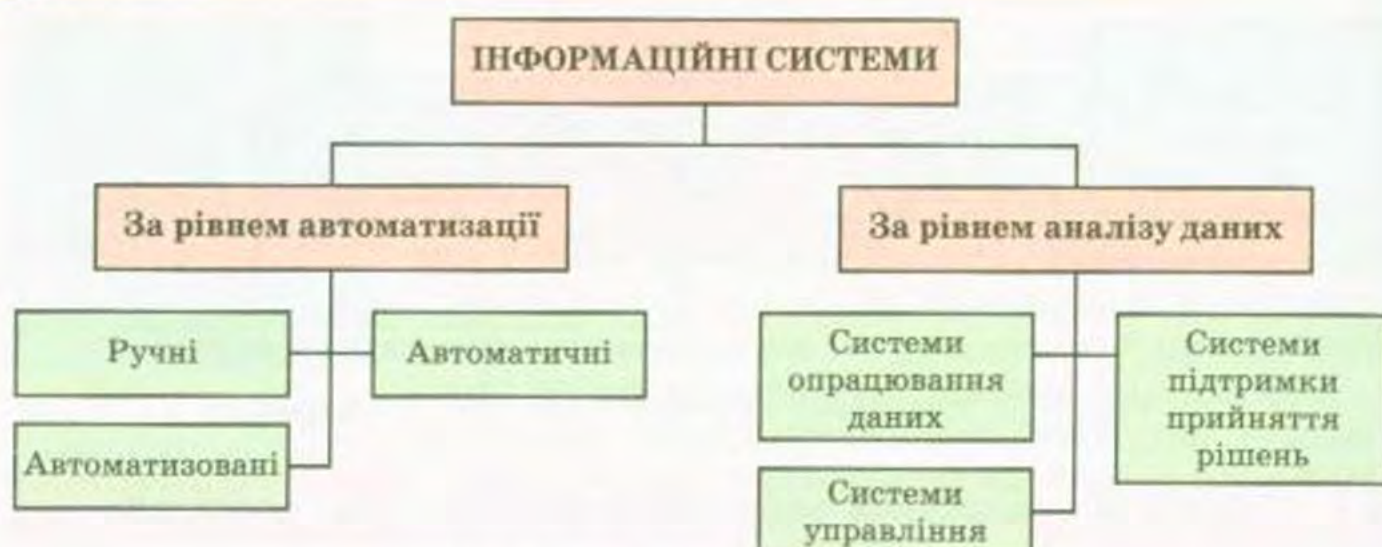 ІНФОРМАЦІЙНІ СИСТЕМИ
За рівнем автоматизації
За рівнем аналізу даних
Ручні
Автоматичні
Автоматизовані
Системи
опрацювання
даних
Системи
підтримки
прийняття
рішень
Системи
управління